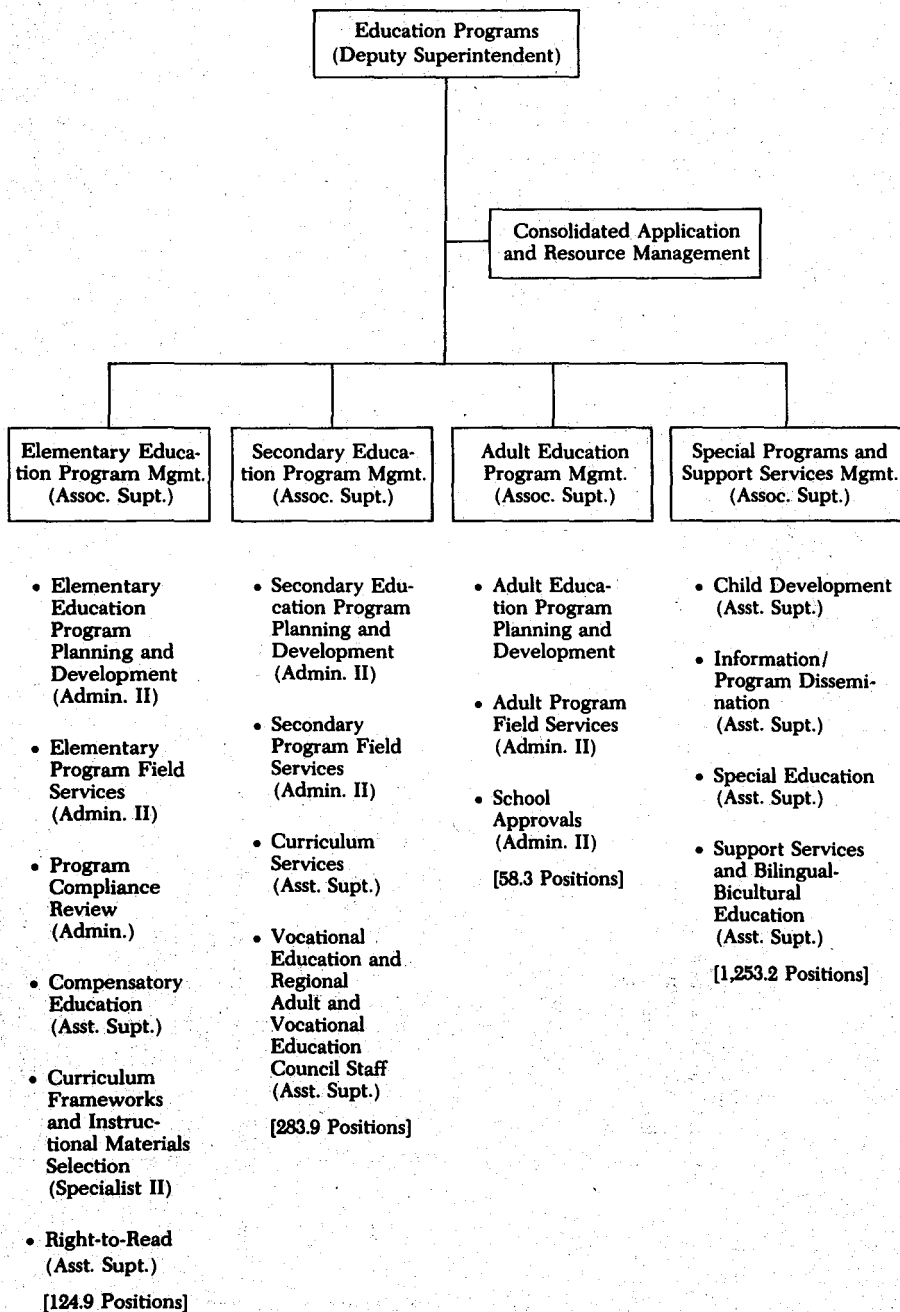 Education Programs
(Deputy Superintendent)
Consolidated Application
and Resource Management
Elementary Educa-
tion Program Mgmt.
(Assoc. Supt.)
Secondary Educa-
tion Program Mgmt.
(Assoc. Supt.)
Adult Education
Program Mgmt.
(Assoc. Supt.)
Special Programs and
Support Services Mgmt.
(Assoc. Supt.)
• Elementary
Education
Program
Planning and
Development
(Admin. II)
• Elementary
Program Field
Services
(Admin. II)
• Program
Compliance
Review
(Admin.)
• Compensatory
Education
(Asst. Supt.)
• Curriculum
Frameworks
and Instruc-
tional Materials
Selection
(Specialist II)
• Right-to-Read
(Asst. Supt.)
[124.9 Positions]
• Secondary Edu-
cation Program
Planning and
Development
(Admin. II)
• Secondary
Program Field
Services
(Admin. II)
• Curriculum
Services
(Asst. Supt.)
• Vocational
Education and
Regional
Adult and
Vocational
Education
Council Staff
(Asst. Supt.)
[283.9 Positions]
• Adult Educa-
tion Program
Planning and
Development
• Adult Program
Field Services
(Admin. II)
• School
Approvals
(Admin. II)
[58.3 Positions]
• Child Development
(Asst. Supt.)
• Information/
Program Dissemi-
nation
(Asst. Supt.)
• Special Education
(Asst. Supt.)
• Support Services
and Bilingual-
Bicultural
Education
(Asst. Supt.)
[1,253.2 Positions]